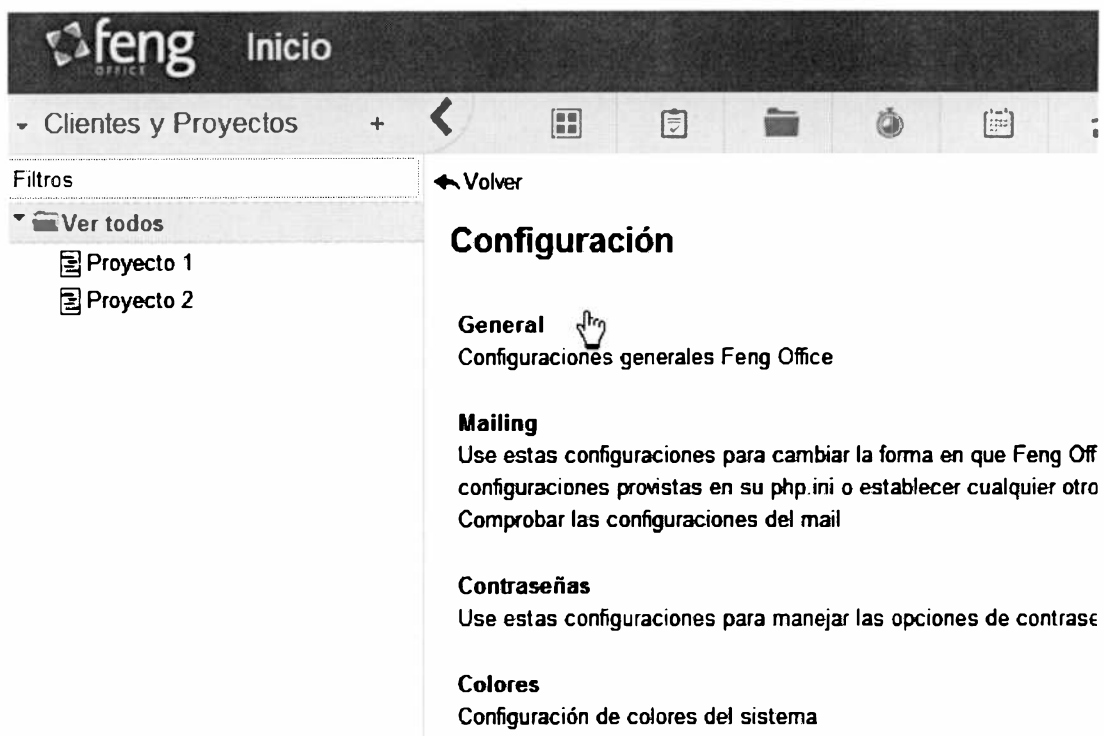 feng Inicio
OFFICE
Clientes y Proyectos +
Filtros
Volver
Ver todos
Proyecto 1
Proyecto 2
Configuración
General
Configuraciones generales Feng Office
Mailing
Use estas configuraciones para cambiar la forma en que Feng Off
configuraciones provistas en su php.ini o establecer cualquier otro
Comprobar las configuraciones del mail
Contraseñas
Use estas configuraciones para manejar las opciones de contrase
Colores
Configuración de colores del sistema